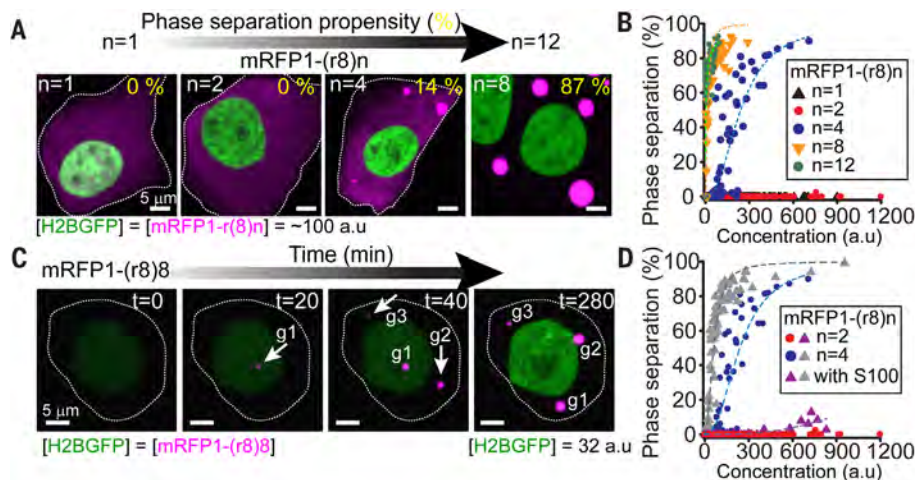 A
Phase separation propensity (%)
n=1
n=12
mRFP1-(r8)n
n=1
0 %
n=2
0 %
n=4
14 %
n=8
87 %
5 μm
[H2BGFP] = [mRFP1-r(8)n] = ~100 a.u
B
Phase separation (%)
100
80
60
40
20
0
0
300
600
900
1200
Concentration (a.u)
mRFP1-(r8)n
n=1
n=2
n=4
n=8
n=12
C
Time (min)
mRFP1-(r8)8
t=0
t=20
g1
t=40
g3
g1
g2
t=280
g3
g2
g1
5 μm
[H2BGFP] = [mRFP1-(r8)8]
[H2BGFP] = 32 a.u
D
Phase separation (%)
100
80
60
40
20
0
0
300
600
900
1200
Concentration (a.u)
mRFP1-(r8)n
n=2
n=4
with S100